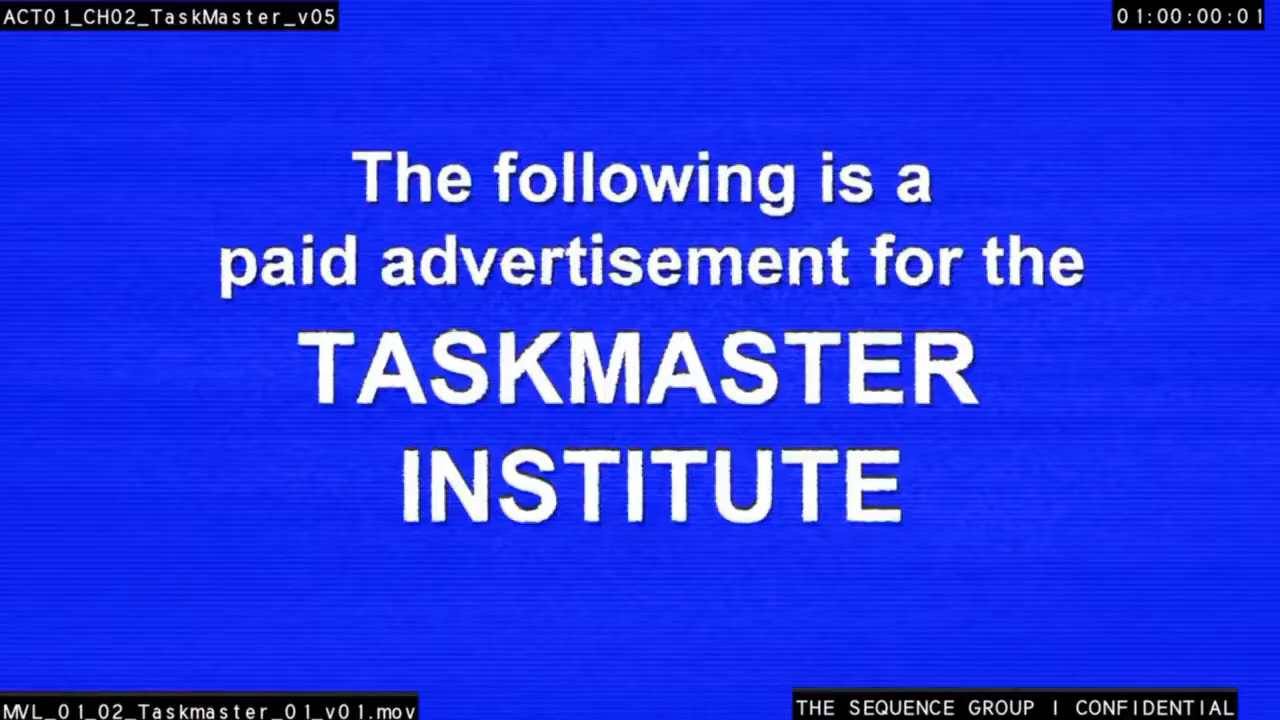 ACT01_CH02_TaskMaster_v05
01:00:00:01
The following is a
paid advertisement for the
TASKMASTER
INSTITUTE
MVL_01_02_Taskmaster_01_v01.mov
THE SEQUENCE GROUP | CONFIDENTIAL